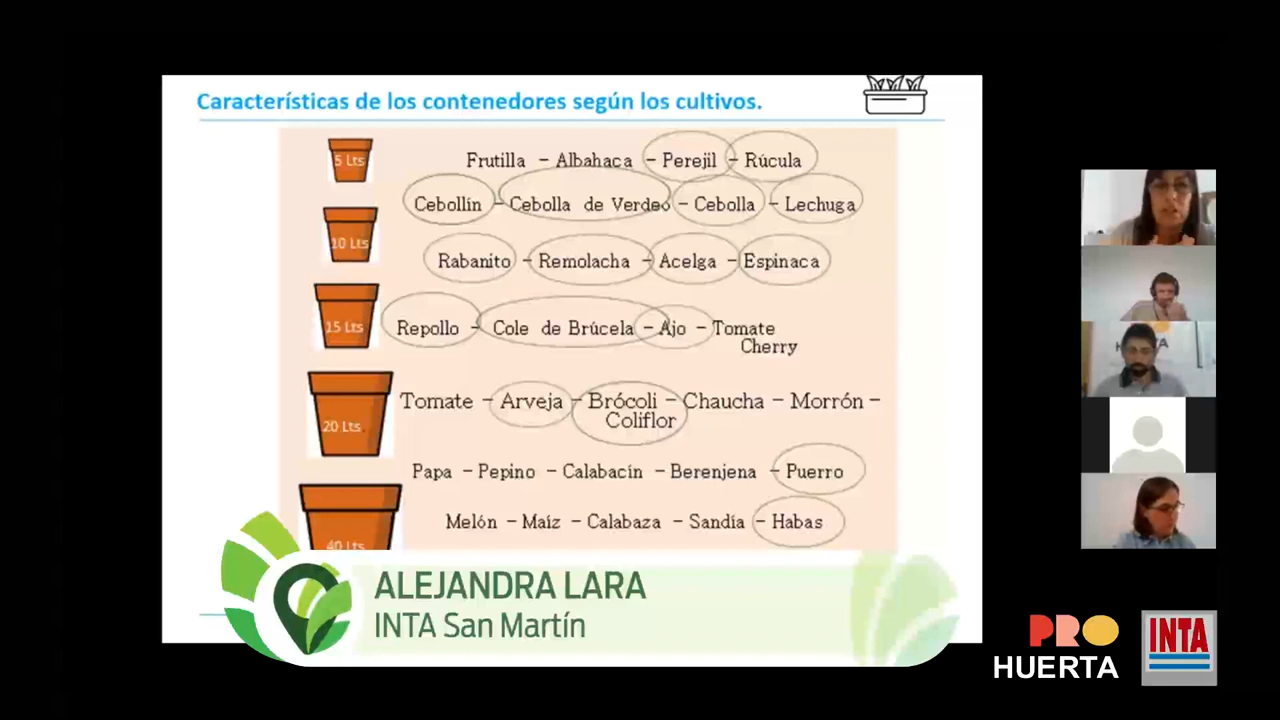 Características de los contenedores según los cultivos.
5 Lts
Frutilla - Albahaca - Perejil - Rúcula
Cebollín - Cebolla de Verdeo - Cebolla - Lechuga
10 Lts
Rabanito - Remolacha - Acelga - Espinaca
15 Lts
Repollo - Cole de Brúcela - Ajo - Tomate
Cherry
Tomate - Arveja - Brócoli - Chaucha - Morrón -
Coliflor
20 Lts
Papa - Pepino - Calabacín - Berenjena - Puerro
Melón - Maíz - Calabaza - Sandía - Habas
40 Lts
ALEJANDRA LARA
INTA San Martín
PRO
HUERTA
INTA